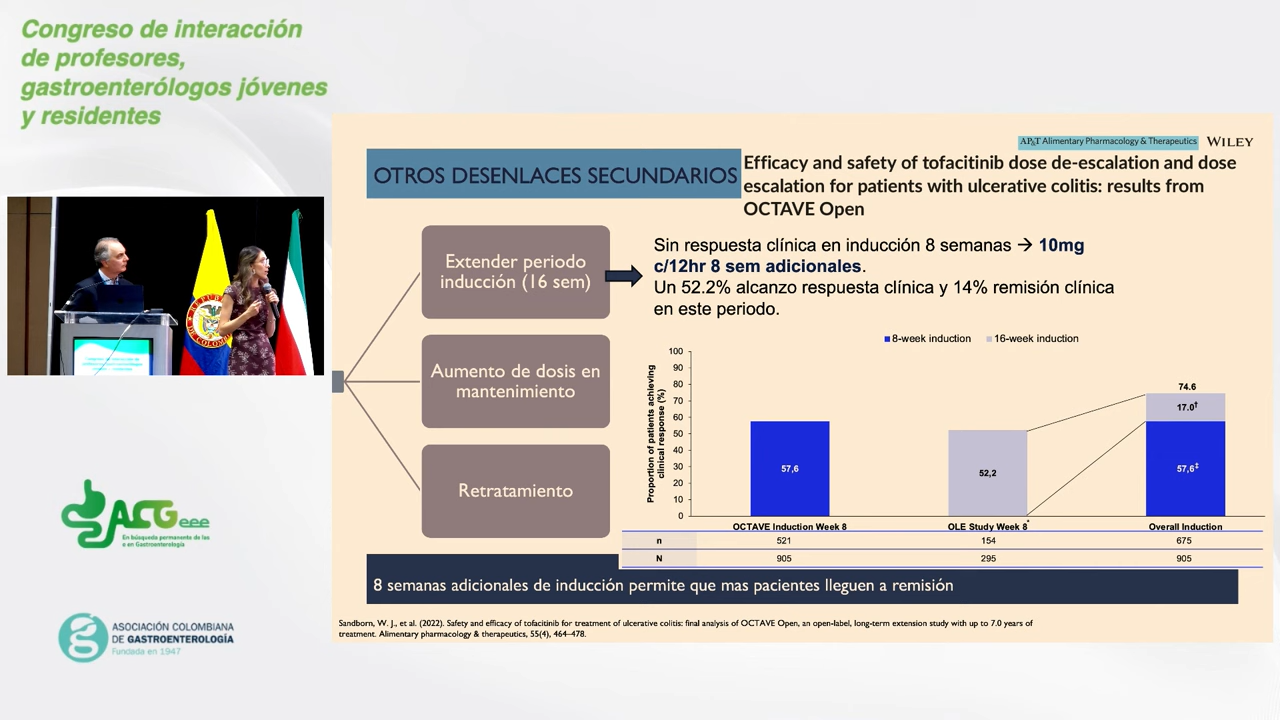 Congreso de interacción
de profesores,
gastroenterólogos jóvenes
y residentes
AP&T Alimentary Pharmacology & Therapeutics WILEY
OTROS DESENLACES SECUNDARIOS
Efficacy and safety of tofacitinib dose de-escalation and dose
escalation for patients with ulcerative colitis: results from
OCTAVE Open
Extender periodo
inducción (16 sem)
Aumento de dosis en
mantenimiento
Retratamiento
Sin respuesta clínica en inducción 8 semanas → 10mg
c/12hr 8 sem adicionales.
Un 52.2% alcanzo respuesta clínica y 14% remisión clínica
en este periodo.
8-week induction 16-week induction
Proportion of patients achieving
clinical response (%)
100
90
80
70
60
50
40
30
20
10
0
57,6
52,2
74.6
17.0†
57,6‡
OCTAVE Induction Week 8 OLE Study Week 8* Overall Induction
n 521 154 675
N 905 295 905
8 semanas adicionales de inducción permite que mas pacientes lleguen a remisión
Sandborn, W. J., et al. (2022). Safety and efficacy of tofacitinib for treatment of ulcerative colitis: final analysis of OCTAVE Open, an open-label, long-term extension study with up to 7.0 years of
treatment. Alimentary pharmacology & therapeutics, 55(4), 464–478.
ACGeee
En búsqueda permanente de las
e en Gastroenterología
ASOCIACIÓN COLOMBIANA
DE GASTROENTEROLOGÍA
Fundada en 1947